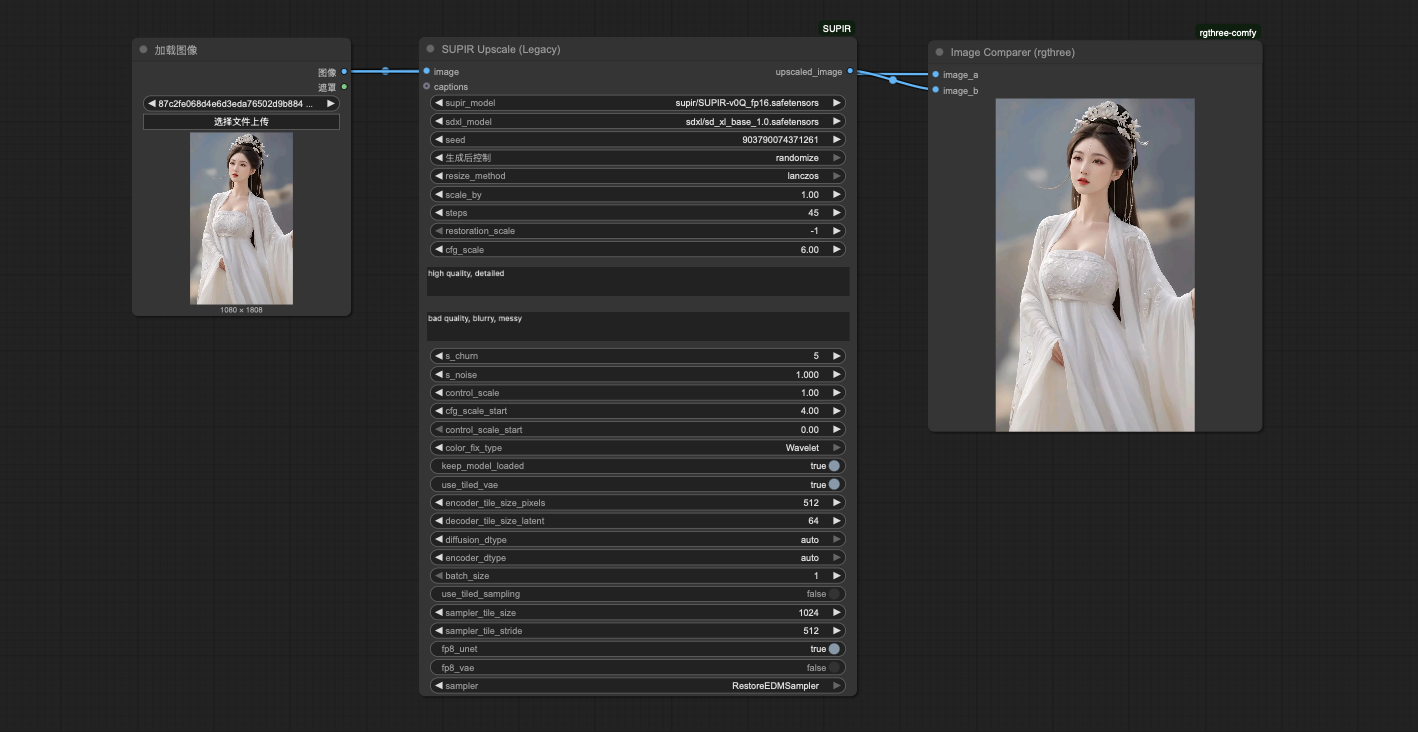 加载图像
图像
遮罩
87c2fe068d4e6d3eda76502d9b884 ...
选择文件上传
1080 × 1808
SUPIR
SUPIR Upscale (Legacy)
image upscaled_image
captions
supir_model supir/SUPIR-v0Q_fp16.safetensors
sdxl_model sdxl/sd_xl_base_1.0.safetensors
seed 903790074371261
生成后控制 randomize
resize_method lanczos
scale_by 1.00
steps 45
restoration_scale -1
cfg_scale 6.00
high quality, detailed
bad quality, blurry, messy
s_churn 5
s_noise 1.000
control_scale 1.00
cfg_scale_start 4.00
control_scale_start 0.00
color_fix_type Wavelet
keep_model_loaded true
use_tiled_vae true
encoder_tile_size_pixels 512
decoder_tile_size_latent 64
diffusion_dtype auto
encoder_dtype auto
batch_size 1
use_tiled_sampling false
sampler_tile_size 1024
sampler_tile_stride 512
fp8_unet true
fp8_vae false
sampler RestoreEDMSampler
rgthree-comfy
Image Comparer (rgthree)
image_a
image_b